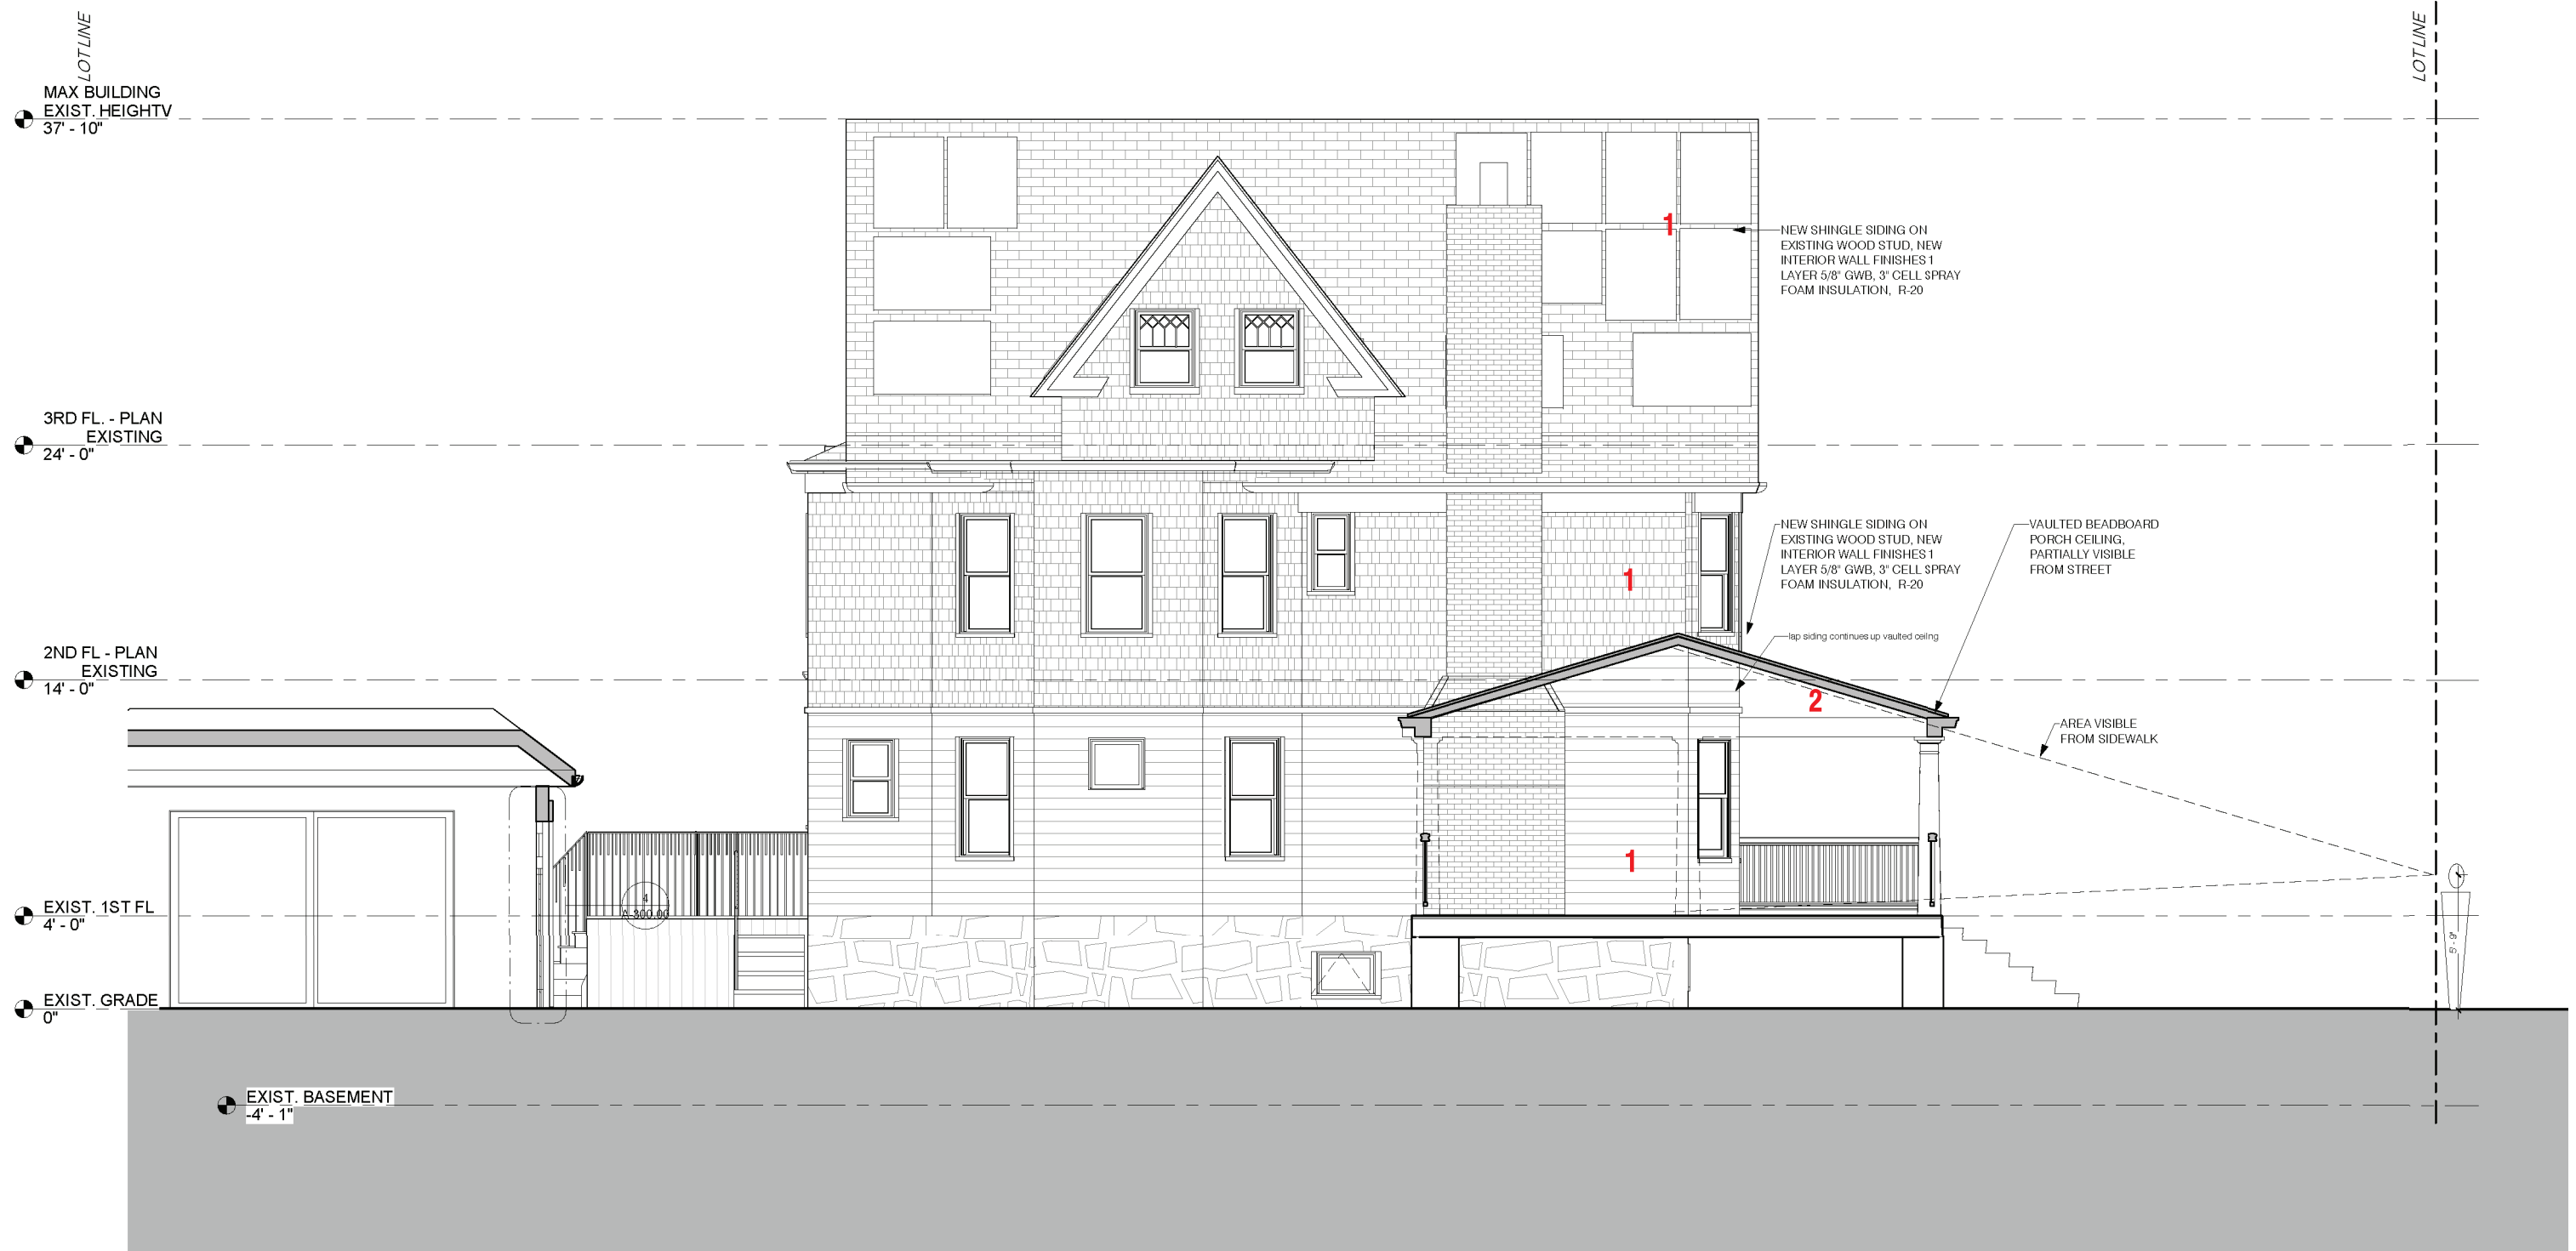 LOT LINE
LOT LINE
MAX BUILDING
EXIST. HEIGHTV
37' - 10"
1
NEW SHINGLE SIDING ON
EXISTING WOOD STUD, NEW
INTERIOR WALL FINISHES 1
LAYER 5/8" GWB, 3" CELL SPRAY
FOAM INSULATION, R-20
3RD FL. - PLAN
EXISTING
24' - 0"
NEW SHINGLE SIDING ON
EXISTING WOOD STUD, NEW
INTERIOR WALL FINISHES 1
LAYER 5/8" GWB, 3" CELL SPRAY
FOAM INSULATION, R-20
VAULTED BEADBOARD
PORCH CEILING,
PARTIALLY VISIBLE
FROM STREET
1
lap siding continues up vaulted ceiling
2ND FL - PLAN
EXISTING
14' - 0"
2
AREA VISIBLE
FROM SIDEWALK
1
4
A-300.00
EXIST. 1ST FL
4' - 0"
5' - 9"
EXIST. GRADE
0"
EXIST. BASEMENT
-4' - 1"